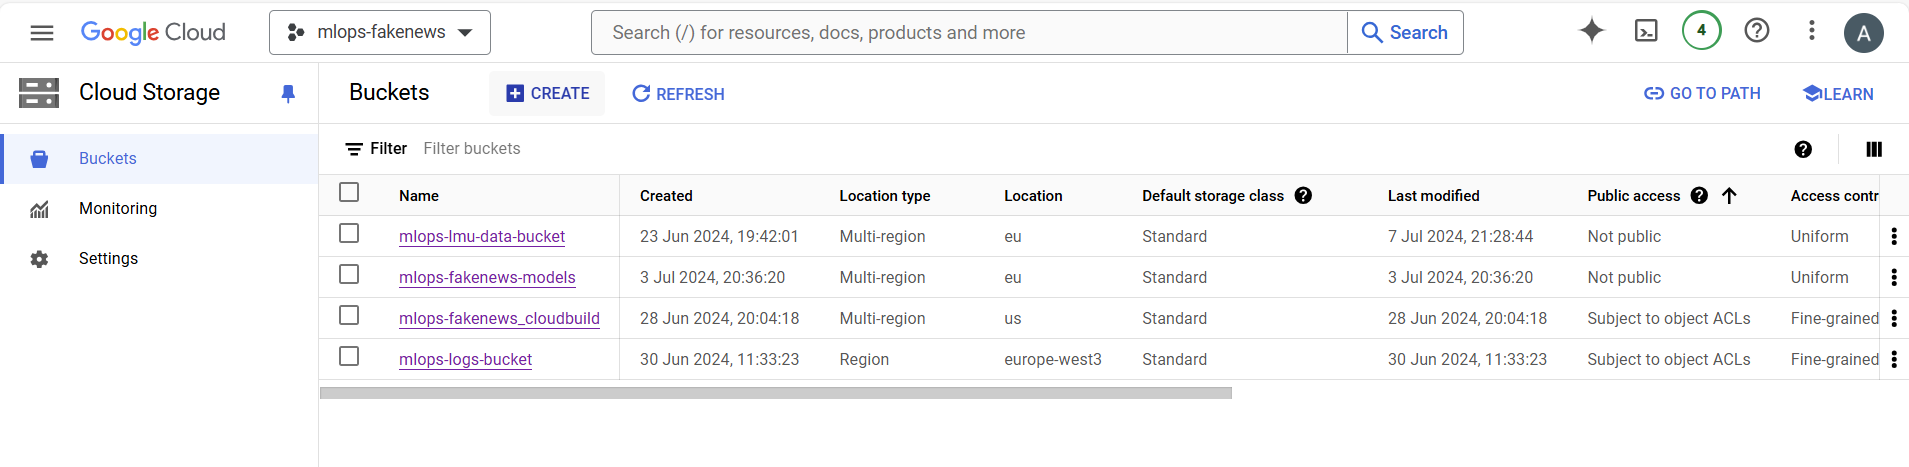 Google Cloud mlops-fakenews Search (/) for resources, docs, products and more Search 4 A
Cloud Storage Buckets CREATE REFRESH GO TO PATH LEARN
Buckets
Monitoring
Settings
Filter Filter buckets
Name Created Location type Location Default storage class Last modified Public access Access contr
mlops-lmu-data-bucket 23 Jun 2024, 19:42:01 Multi-region eu Standard 7 Jul 2024, 21:28:44 Not public Uniform
mlops-fakenews-models 3 Jul 2024, 20:36:20 Multi-region eu Standard 3 Jul 2024, 20:36:20 Not public Uniform
mlops-fakenews_cloudbuild 28 Jun 2024, 20:04:18 Multi-region us Standard 28 Jun 2024, 20:04:18 Subject to object ACLs Fine-grained
mlops-logs-bucket 30 Jun 2024, 11:33:23 Region europe-west3 Standard 30 Jun 2024, 11:33:23 Subject to object ACLs Fine-grained